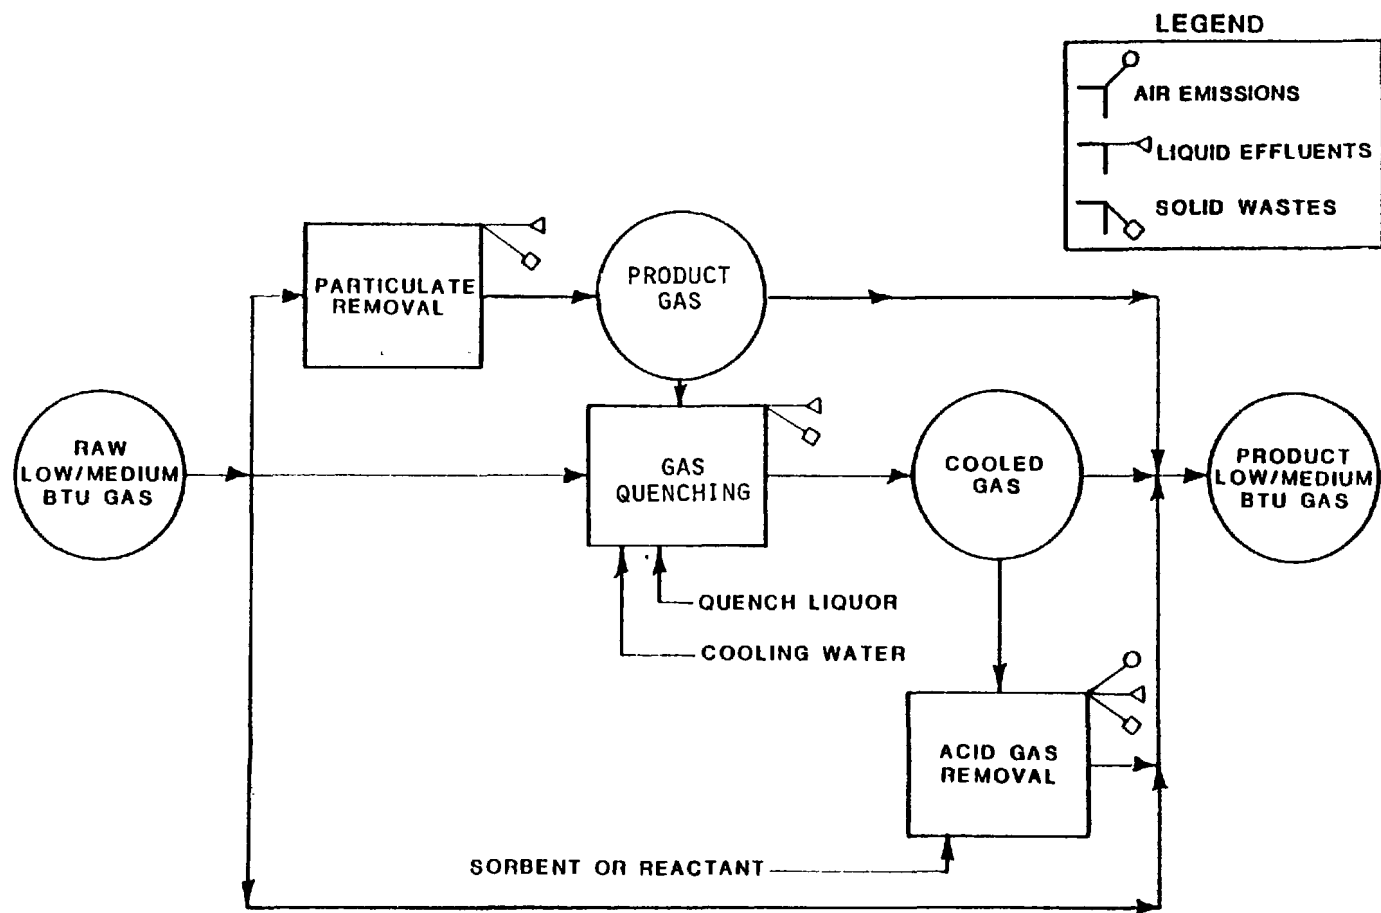 LEGEND
AIR EMISSIONS
LIQUID EFFLUENTS
SOLID WASTES
PARTICULATE
REMOVAL
PRODUCT
GAS
RAW
LOW/MEDIUM
BTU GAS
GAS
QUENCHING
COOLED
GAS
PRODUCT
LOW/MEDIUM
BTU GAS
QUENCH LIQUOR
COOLING WATER
ACID GAS
REMOVAL
SORBENT OR REACTANT